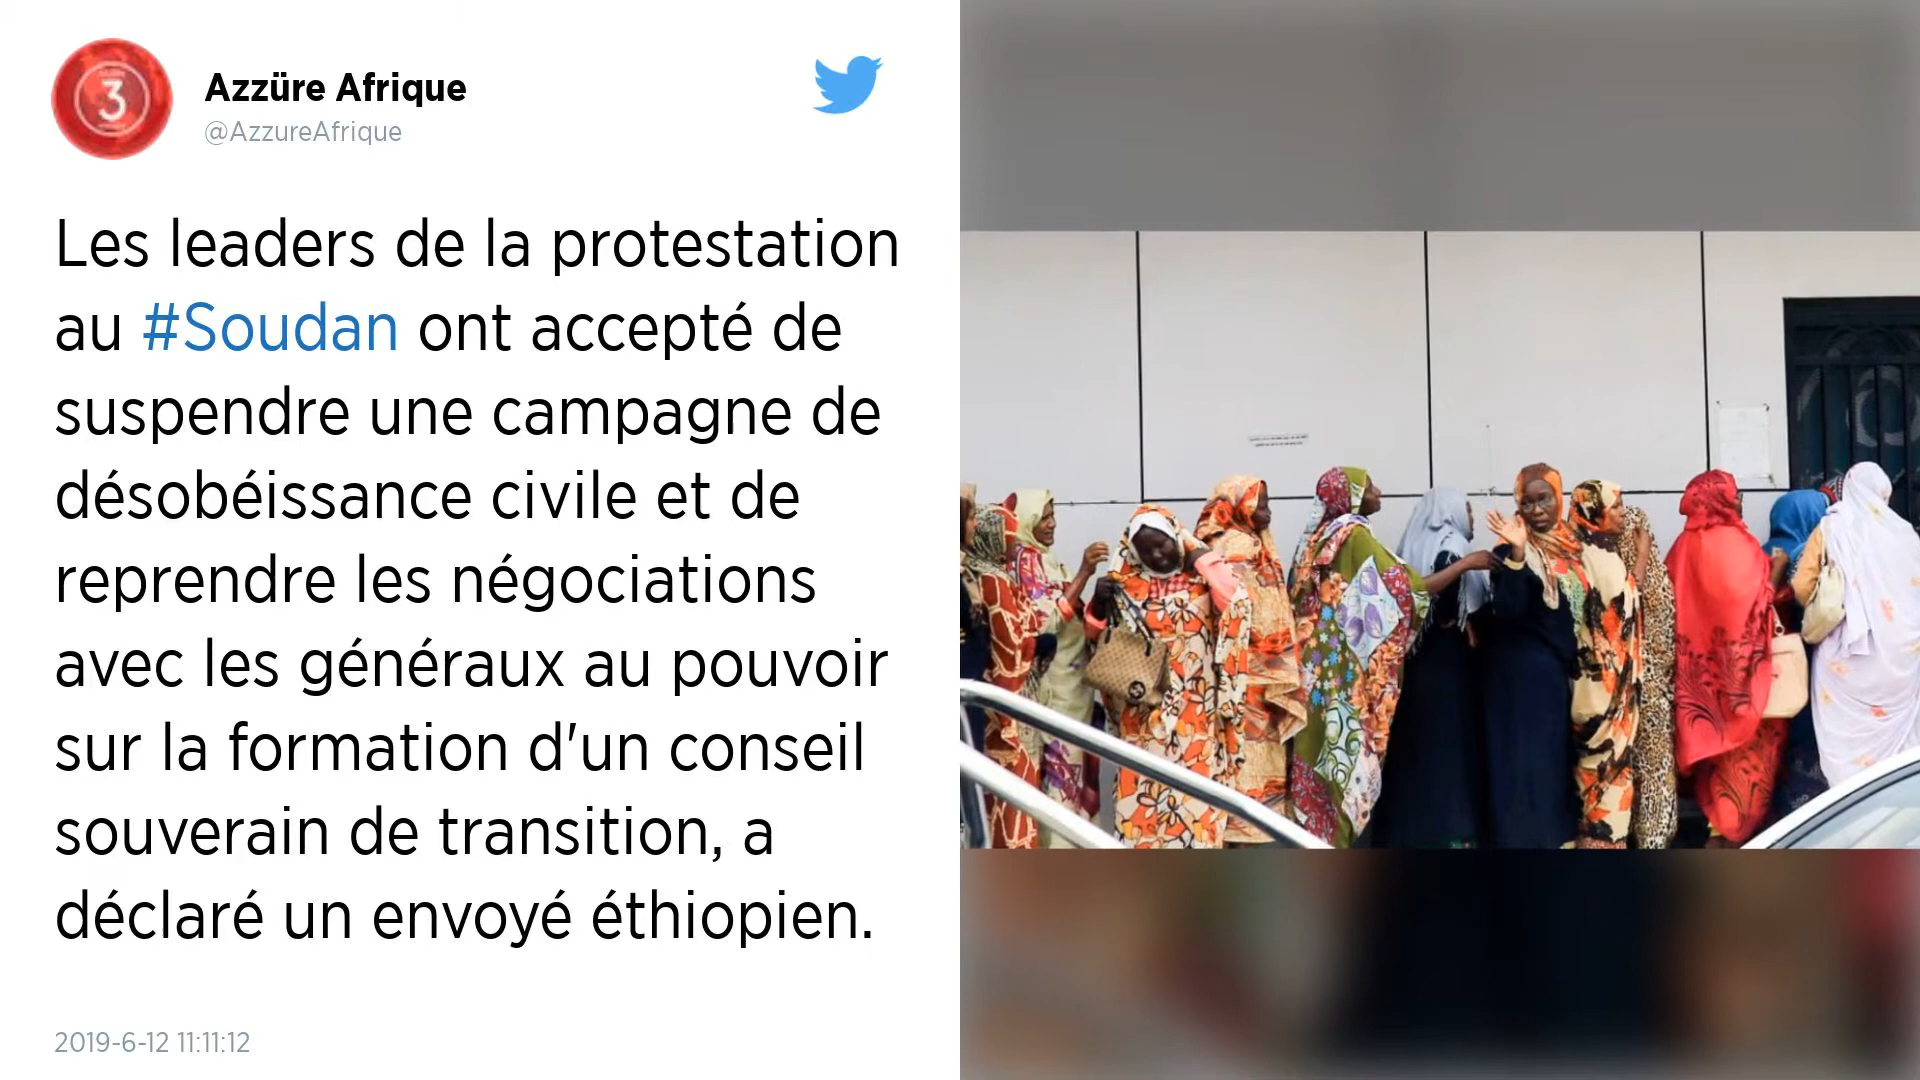 3
Azzüre Afrique
@AzzureAfrique
Les leaders de la protestation
au #Soudan ont accepté de
suspendre une campagne de
désobéissance civile et de
reprendre les négociations
avec les généraux au pouvoir
sur la formation d'un conseil
souverain de transition, a
déclaré un envoyé éthiopien.
2019-6-12 11:11:12